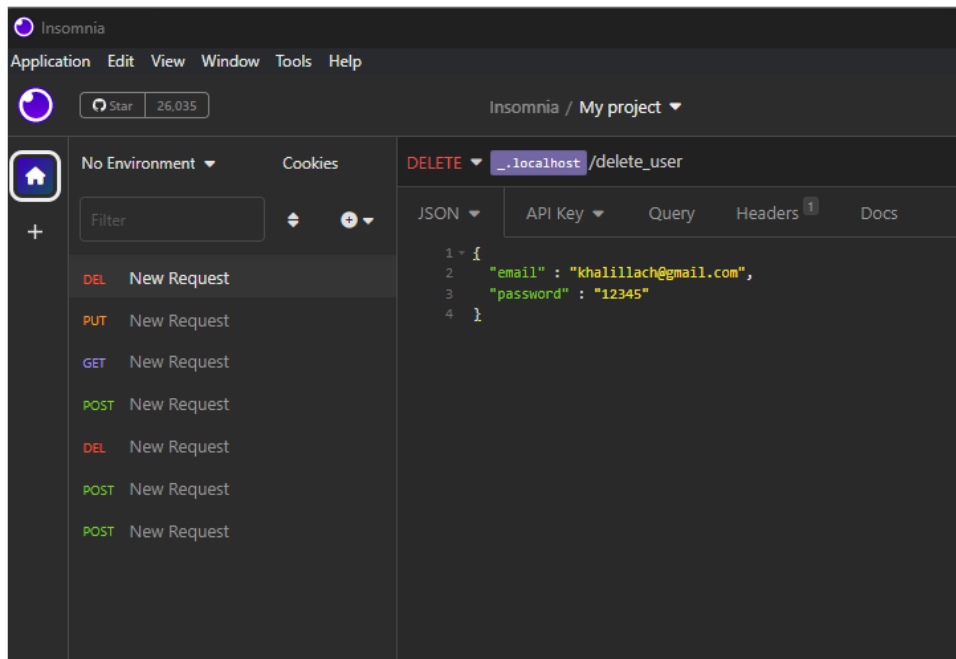 Insomnia
Application Edit View Window Tools Help
Star 26,035
Insomnia / My project
No Environment Cookies
DELETE _.localhost /delete_user
Filter
JSON API Key Query Headers 1 Docs
1 {
2 "email" : "khalillach@gmail.com",
3 "password" : "12345"
4 }
DEL New Request
PUT New Request
GET New Request
POST New Request
DEL New Request
POST New Request
POST New Request